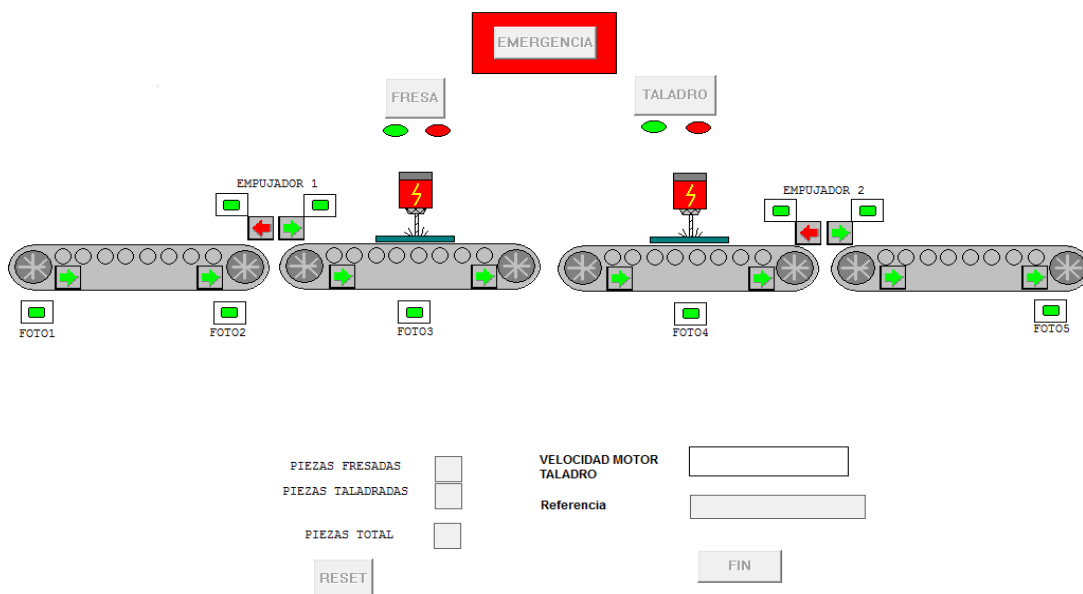 EMERGENCIA
FRESA
TALADRO
EMPUJADOR 1
EMPUJADOR 2
FOTO1
FOTO2
FOTO3
FOTO4
FOTO5
PIEZAS FRESADAS
PIEZAS TALADRADAS
PIEZAS TOTAL
RESET
VELOCIDAD MOTOR
TALADRO
Referencia
FIN